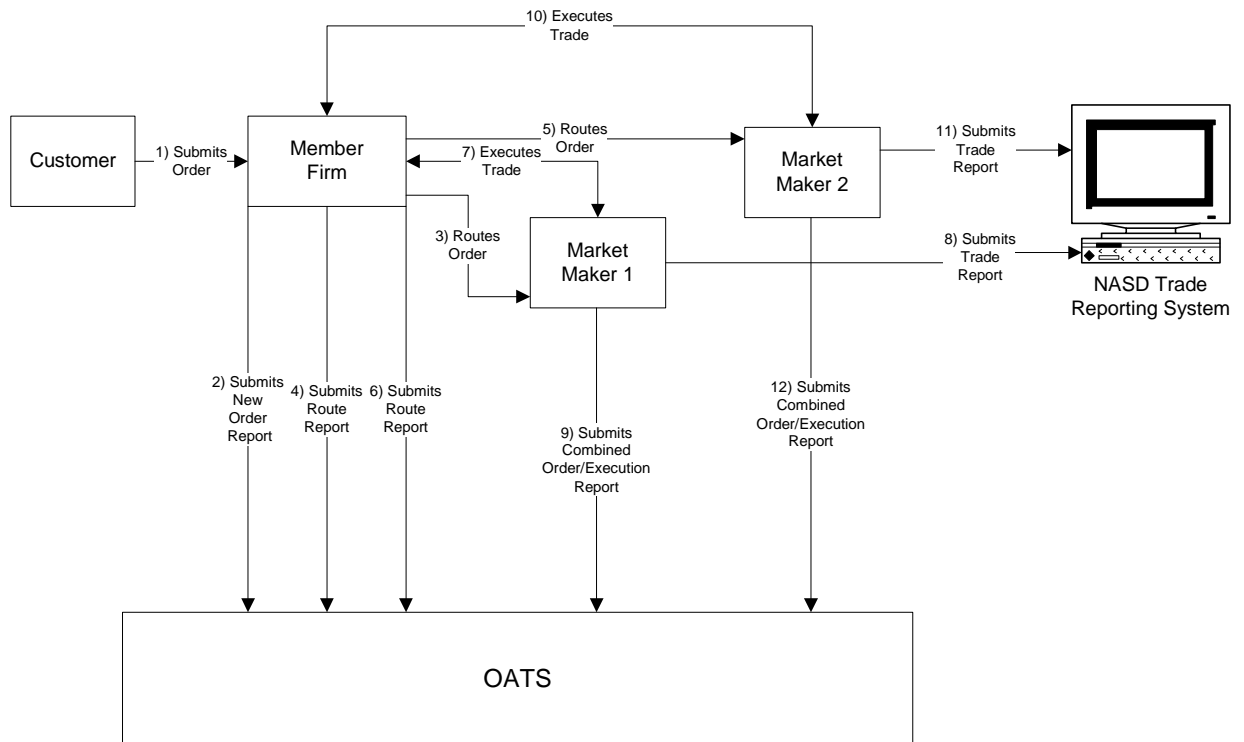 10) Executes
Trade
Customer
1) Submits
Order
Member
Firm
5) Routes
Order
7) Executes
Trade
3) Routes
Order
Market
Maker 2
11) Submits
Trade
Report
Market
Maker 1
8) Submits
Trade
Report
NASD Trade
Reporting System
2) Submits
New
Order
Report
4) Submits
Route
Report
6) Submits
Route
Report
9) Submits
Combined
Order/Execution
Report
12) Submits
Combined
Order/Execution
Report
OATS